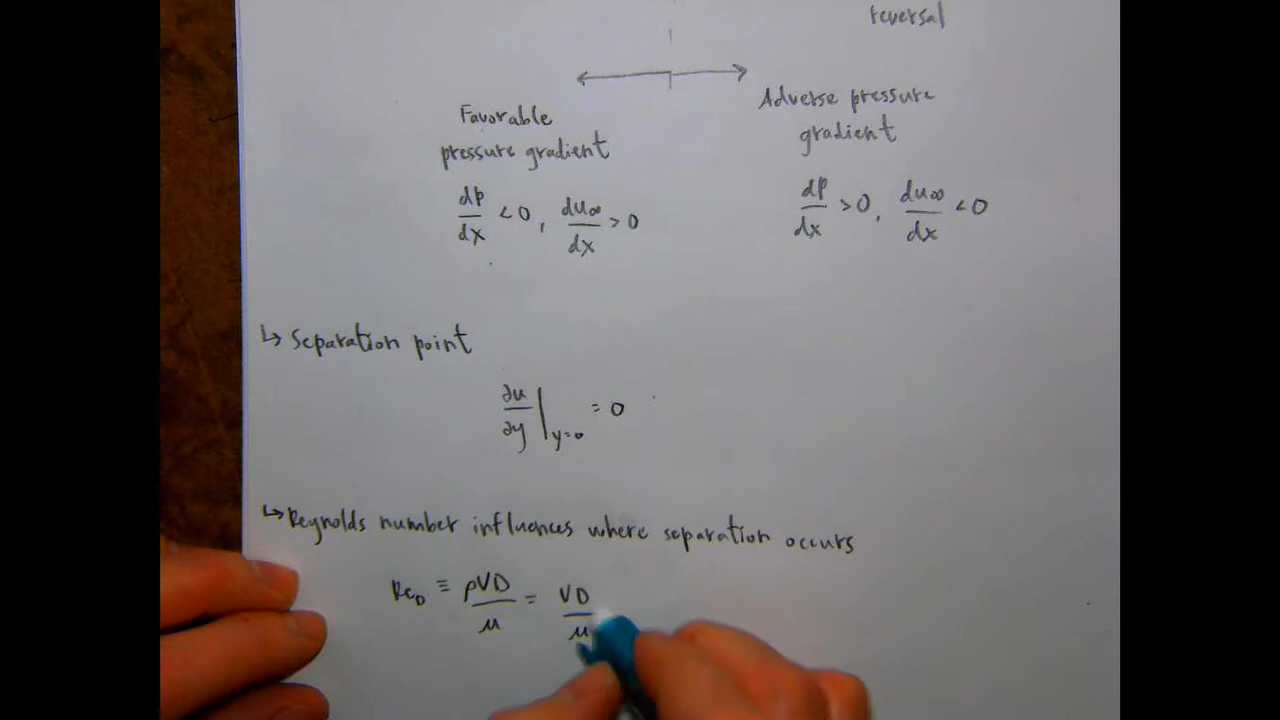 reversal
Favorable
pressure gradient
Adverse pressure
gradient
dp/dx < 0, du∞/dx > 0
dp/dx > 0, du∞/dx < 0
↳ Separation point
∂u/∂y |y=0 = 0
↳ Reynolds number influences where separation occurs
Re_D ≡ ρVD/μ = VD/μ